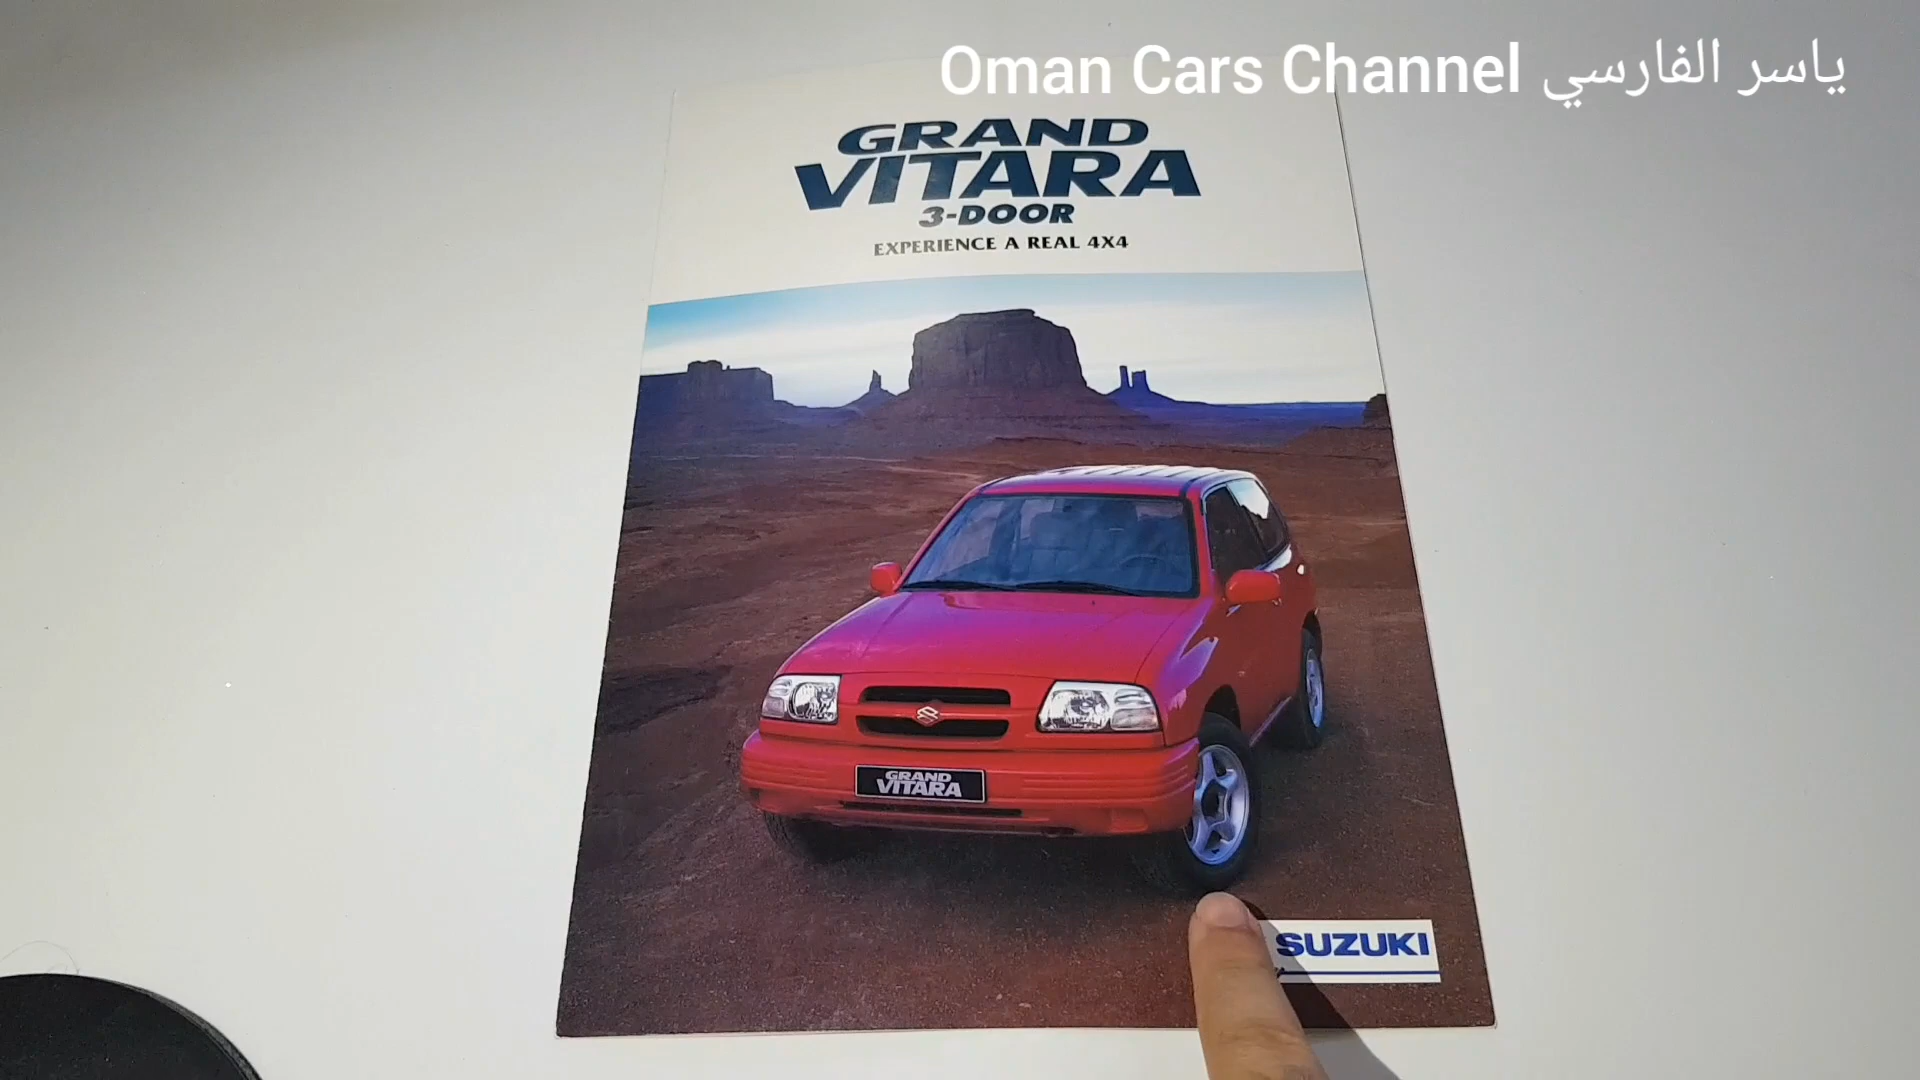 Oman Cars Channel ياسر الفارسي
GRAND
VITARA
3-DOOR
EXPERIENCE A REAL 4X4
GRAND
VITARA
SUZUKI